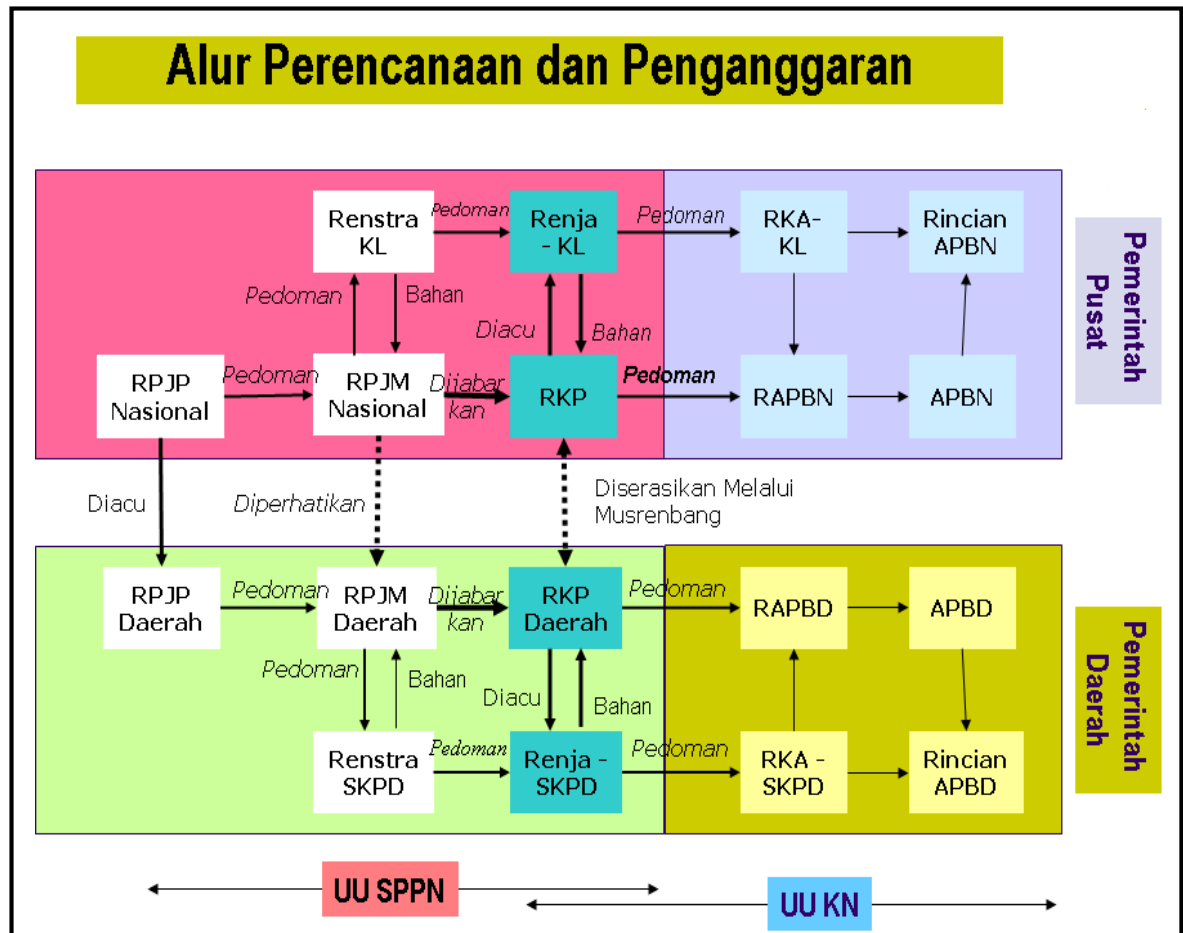 Alur Perencanaan dan Penganggaran
Renstra
KL
Pedoman
Renja
- KL
Pedoman
RKA-
KL
Rincian
APBN
Pemerintah
Pusat
Pedoman
Bahan
Diacu
Bahan
RPJP
Nasional
Pedoman
RPJM
Nasional
Dijabar
kan
RKP
Pedoman
RAPBN
APBN
Diacu
Diperhatikan
Diserasikan Melalui
Musrenbang
RPJP
Daerah
Pedoman
RPJM
Daerah
Dijabar
kan
RKP
Daerah
Pedoman
RAPBD
APBD
Pemerintah
Daerah
Pedoman
Bahan
Diacu
Bahan
Renstra
SKPD
Pedoman
Renja -
SKPD
Pedoman
RKA -
SKPD
Rincian
APBD
UU SPPN
UU KN